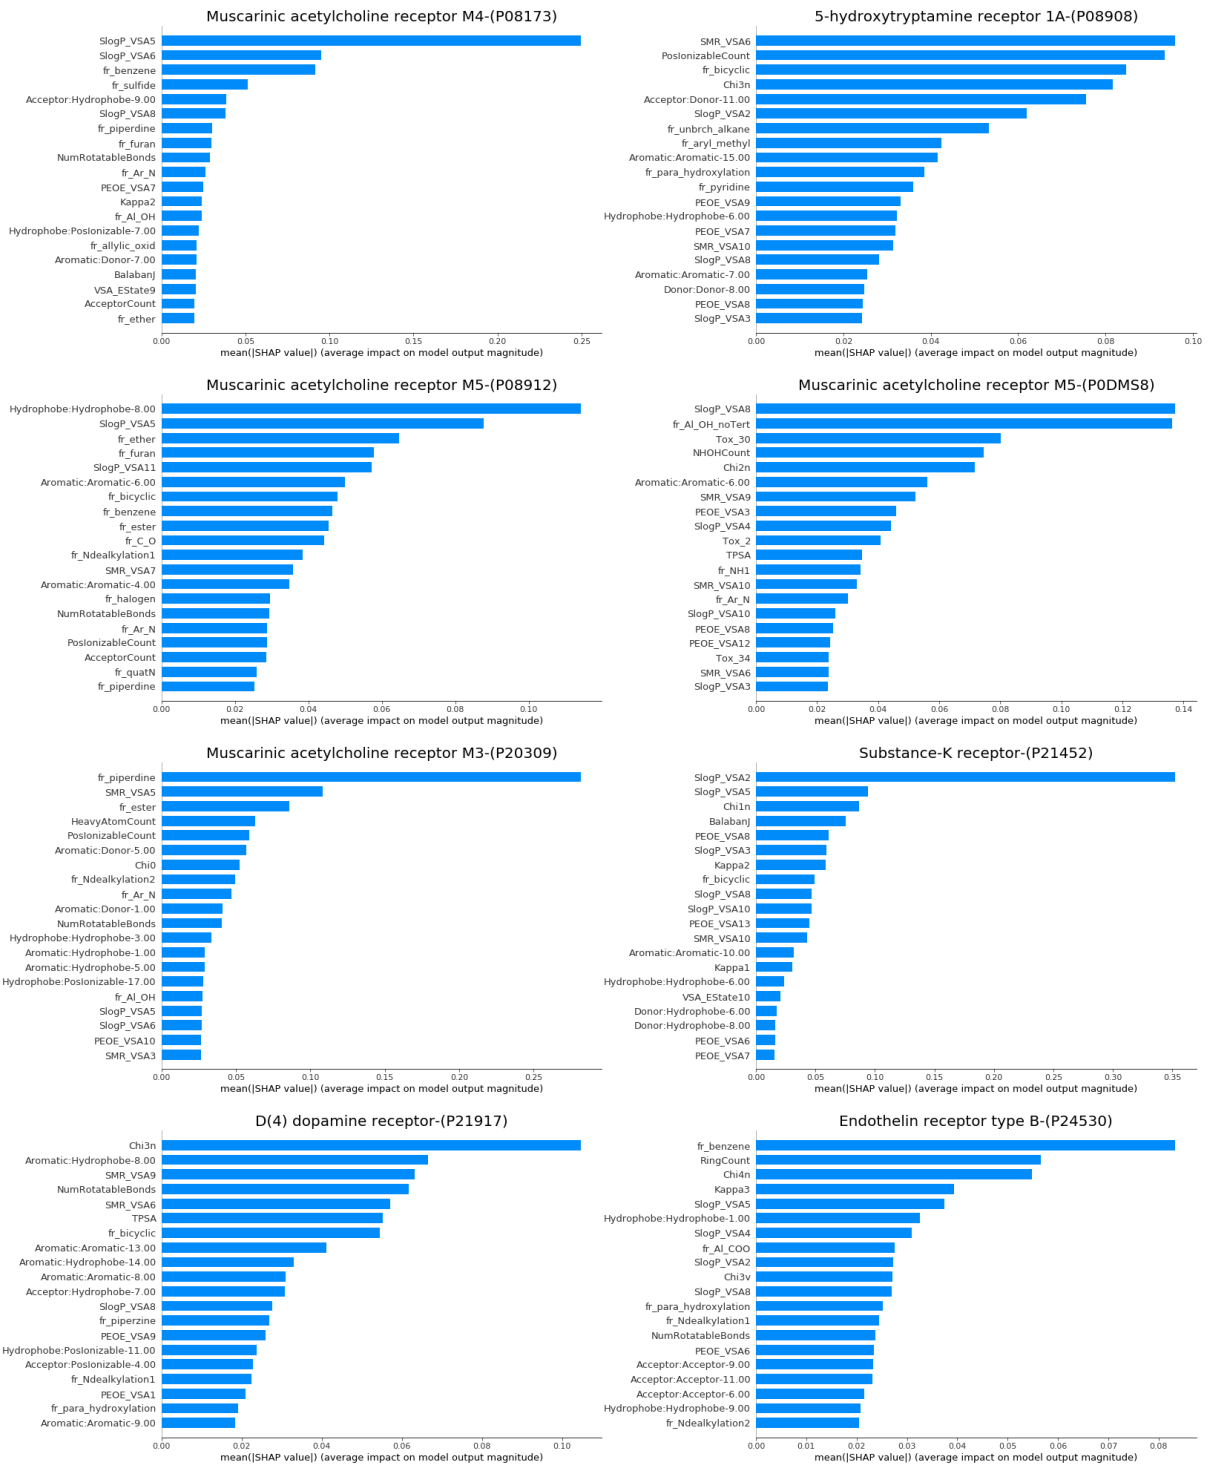 Muscarinic acetylcholine receptor M4-(P08173)
SlogP_VSA5
SlogP_VSA6
fr_benzene
fr_sulfide
Acceptor:Hydrophobe-9.00
SlogP_VSA8
fr_piperdine
fr_furan
NumRotatableBonds
fr_Ar_N
PEOE_VSA7
Kappa2
fr_Al_OH
Hydrophobe:PosIonizable-7.00
fr_allylic_oxid
Aromatic:Donor-7.00
BalabanJ
VSA_EState9
AcceptorCount
fr_ether
0.00 0.05 0.10 0.15 0.20 0.25
mean(|SHAP value|) (average impact on model output magnitude)
5-hydroxytryptamine receptor 1A-(P08908)
SMR_VSA6
PosIonizableCount
fr_bicyclic
Chi3n
Acceptor:Donor-11.00
SlogP_VSA2
fr_unbrch_alkane
fr_aryl_methyl
Aromatic:Aromatic-15.00
fr_para_hydroxylation
fr_pyridine
PEOE_VSA9
Hydrophobe:Hydrophobe-6.00
PEOE_VSA7
SMR_VSA10
SlogP_VSA8
Aromatic:Aromatic-7.00
Donor:Donor-8.00
PEOE_VSA8
SlogP_VSA3
0.00 0.02 0.04 0.06 0.08 0.10
mean(|SHAP value|) (average impact on model output magnitude)
Muscarinic acetylcholine receptor M5-(P08912)
Hydrophobe:Hydrophobe-8.00
SlogP_VSA5
fr_ether
fr_furan
SlogP_VSA11
Aromatic:Aromatic-6.00
fr_bicyclic
fr_benzene
fr_ester
fr_C_O
fr_Ndealkylation1
SMR_VSA7
Aromatic:Aromatic-4.00
fr_halogen
NumRotatableBonds
fr_Ar_N
PosIonizableCount
AcceptorCount
fr_quatN
fr_piperdine
0.00 0.02 0.04 0.06 0.08 0.10
mean(|SHAP value|) (average impact on model output magnitude)
Muscarinic acetylcholine receptor M5-(P0DMS8)
SlogP_VSA8
fr_Al_OH_noTert
Tox_30
NHOHCount
Chi2n
Aromatic:Aromatic-6.00
SMR_VSA9
PEOE_VSA3
SlogP_VSA4
Tox_2
TPSA
fr_NH1
SMR_VSA10
fr_Ar_N
SlogP_VSA10
PEOE_VSA8
PEOE_VSA12
Tox_34
SMR_VSA6
SlogP_VSA3
0.00 0.02 0.04 0.06 0.08 0.10 0.12 0.14
mean(|SHAP value|) (average impact on model output magnitude)
Muscarinic acetylcholine receptor M3-(P20309)
fr_piperdine
SMR_VSA5
fr_ester
HeavyAtomCount
PosIonizableCount
Aromatic:Donor-5.00
Chi0
fr_Ndealkylation2
fr_Ar_N
Aromatic:Donor-1.00
NumRotatableBonds
Hydrophobe:Hydrophobe-3.00
Aromatic:Hydrophobe-1.00
Aromatic:Hydrophobe-5.00
Hydrophobe:PosIonizable-17.00
fr_Al_OH
SlogP_VSA5
SlogP_VSA6
PEOE_VSA10
SMR_VSA3
0.00 0.05 0.10 0.15 0.20 0.25
mean(|SHAP value|) (average impact on model output magnitude)
Substance-K receptor-(P21452)
SlogP_VSA2
SlogP_VSA5
Chi1n
BalabanJ
PEOE_VSA8
SlogP_VSA3
Kappa2
fr_bicyclic
SlogP_VSA8
SlogP_VSA10
PEOE_VSA13
SMR_VSA10
Aromatic:Aromatic-10.00
Kappa1
Hydrophobe:Hydrophobe-6.00
VSA_EState10
Donor:Hydrophobe-6.00
Donor:Hydrophobe-8.00
PEOE_VSA6
PEOE_VSA7
0.00 0.05 0.10 0.15 0.20 0.25 0.30 0.35
mean(|SHAP value|) (average impact on model output magnitude)
D(4) dopamine receptor-(P21917)
Chi3n
Aromatic:Hydrophobe-8.00
SMR_VSA9
NumRotatableBonds
SMR_VSA6
TPSA
fr_bicyclic
Aromatic:Aromatic-13.00
Aromatic:Hydrophobe-14.00
Aromatic:Aromatic-8.00
Acceptor:Hydrophobe-7.00
SlogP_VSA8
fr_piperzine
PEOE_VSA9
Hydrophobe:PosIonizable-11.00
Acceptor:PosIonizable-4.00
fr_Ndealkylation1
PEOE_VSA1
fr_para_hydroxylation
Aromatic:Aromatic-9.00
0.00 0.02 0.04 0.06 0.08 0.10
mean(|SHAP value|) (average impact on model output magnitude)
Endothelin receptor type B-(P24530)
fr_benzene
RingCount
Chi4n
Kappa3
SlogP_VSA5
Hydrophobe:Hydrophobe-1.00
SlogP_VSA4
fr_Al_COO
SlogP_VSA2
Chi3v
SlogP_VSA8
fr_para_hydroxylation
fr_Ndealkylation1
NumRotatableBonds
PEOE_VSA6
Acceptor:Acceptor-9.00
Acceptor:Acceptor-11.00
Acceptor:Acceptor-6.00
Hydrophobe:Hydrophobe-9.00
fr_Ndealkylation2
0.00 0.01 0.02 0.03 0.04 0.05 0.06 0.07 0.08
mean(|SHAP value|) (average impact on model output magnitude)